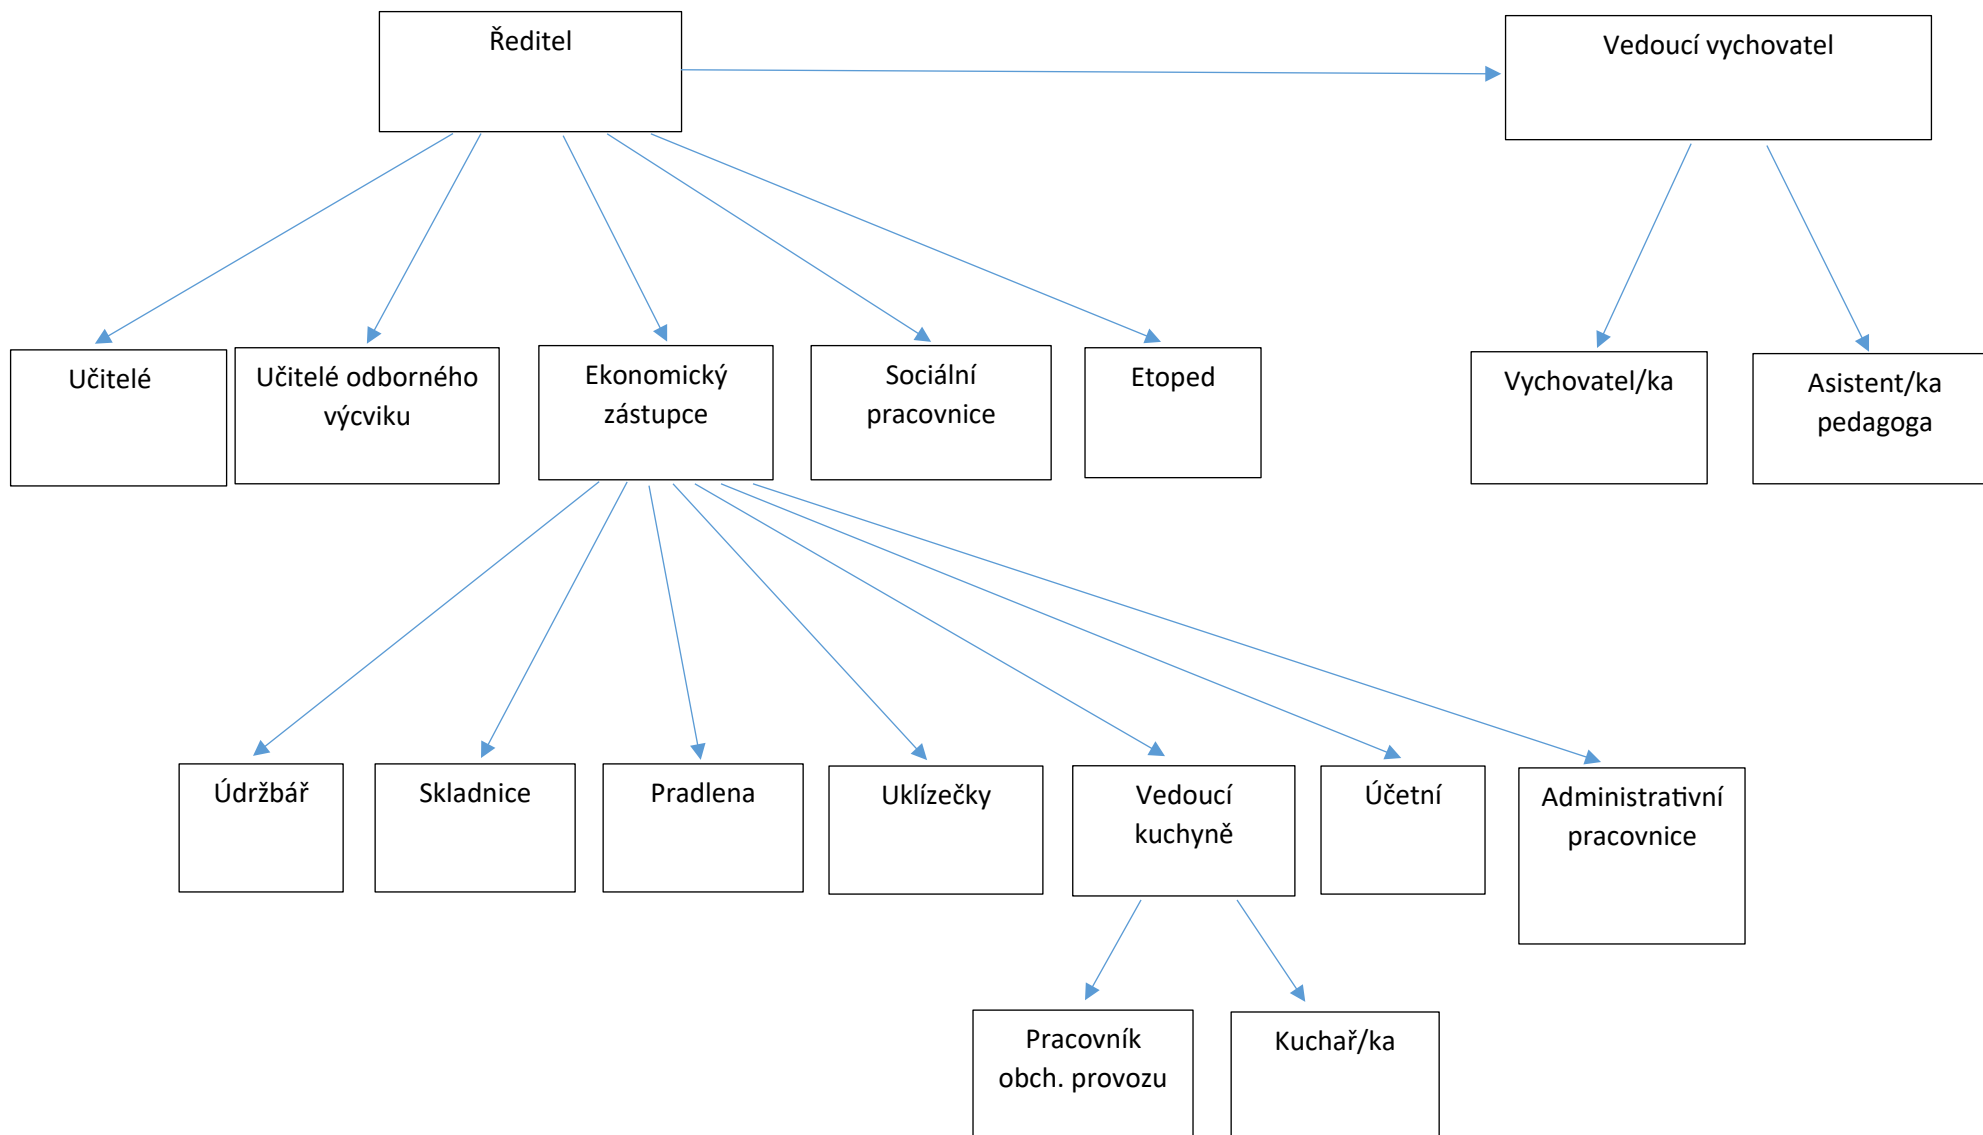 Ředitel
Vedoucí vychovatel
Učitelé
Učitelé odborného
výcviku
Ekonomický
zástupce
Sociální
pracovnice
Etoped
Vychovatel/ka
Asistent/ka
pedagoga
Údržbář
Skladnice
Pradlena
Uklízečky
Vedoucí
kuchyně
Účetní
Administrativní
pracovnice
Pracovník
obch. provozu
Kuchař/ka